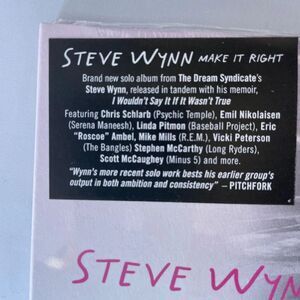 STEVE WYNN MAKE IT RIGHT
Brand new solo album from The Dream Syndicate's
Steve Wynn, released in tandem with his memoir,
I Wouldn't Say It If It Wasn't True
Featuring Chris Schlarb (Psychic Temple), Emil Nikolaisen
(Serena Maneesh), Linda Pitmon (Baseball Project), Eric
"Roscoe" Ambel, Mike Mills (R.E.M.), Vicki Peterson
(The Bangles) Stephen McCarthy (Long Ryders),
Scott McCaughey (Minus 5) and more.
"Wynn's more recent solo work bests his earlier group's
output in both ambition and consistency" – PITCHFORK
STEVE WYN